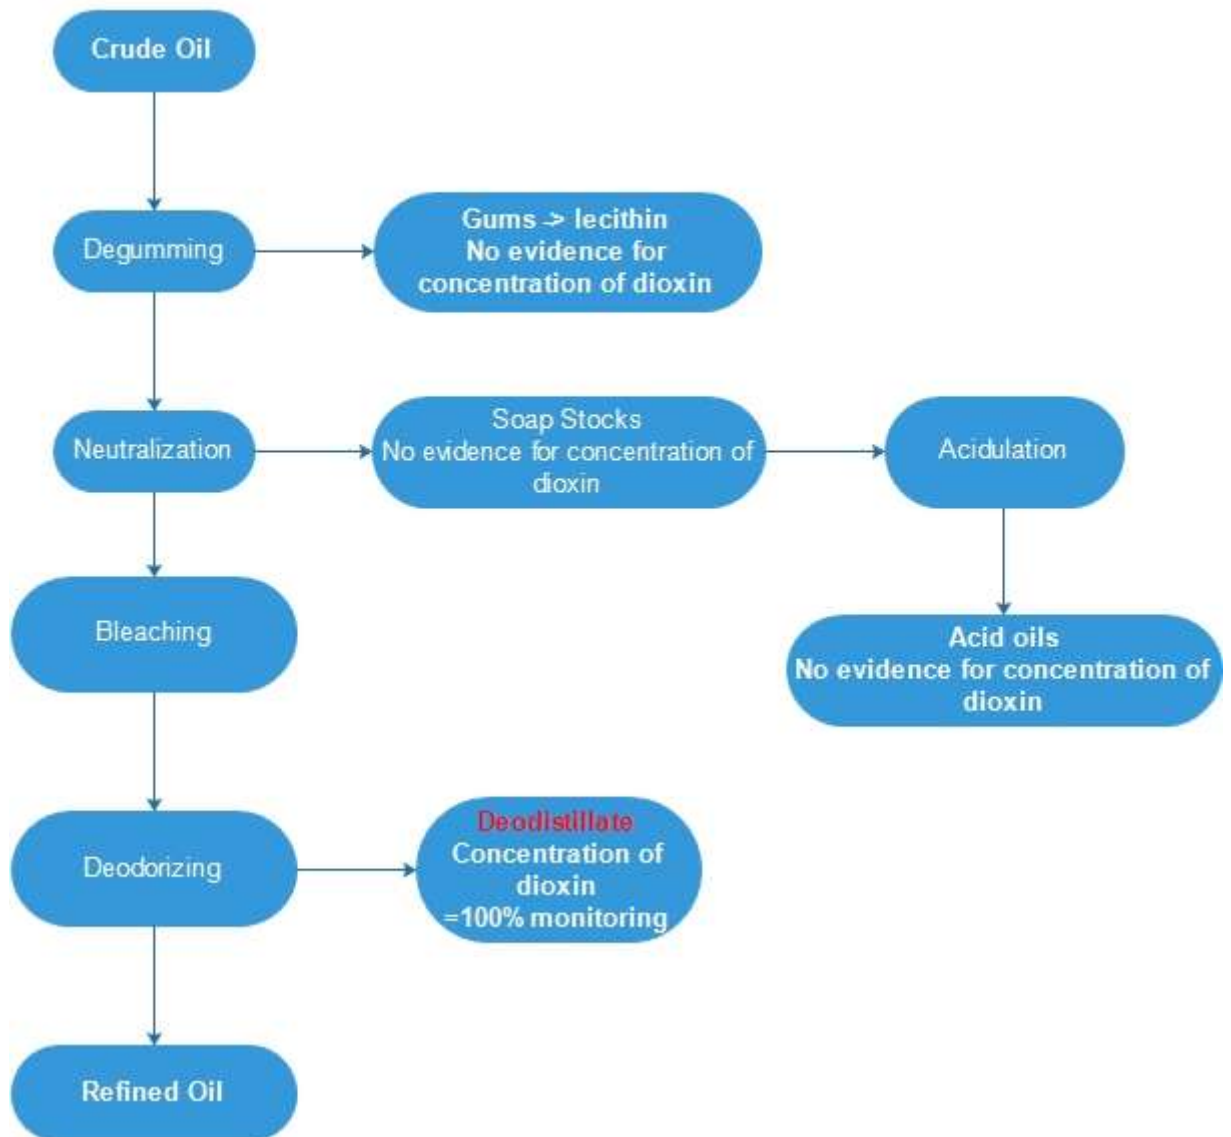 Crude Oil
Degumming
Gums -> lecithin
No evidence for
concentration of dioxin
Neutralization
Soap Stocks
No evidence for concentration of
dioxin
Acidulation
Bleaching
Acid oils
No evidence for concentration of
dioxin
Deodorizing
Deodistillate
Concentration of
dioxin
=100% monitoring
Refined Oil